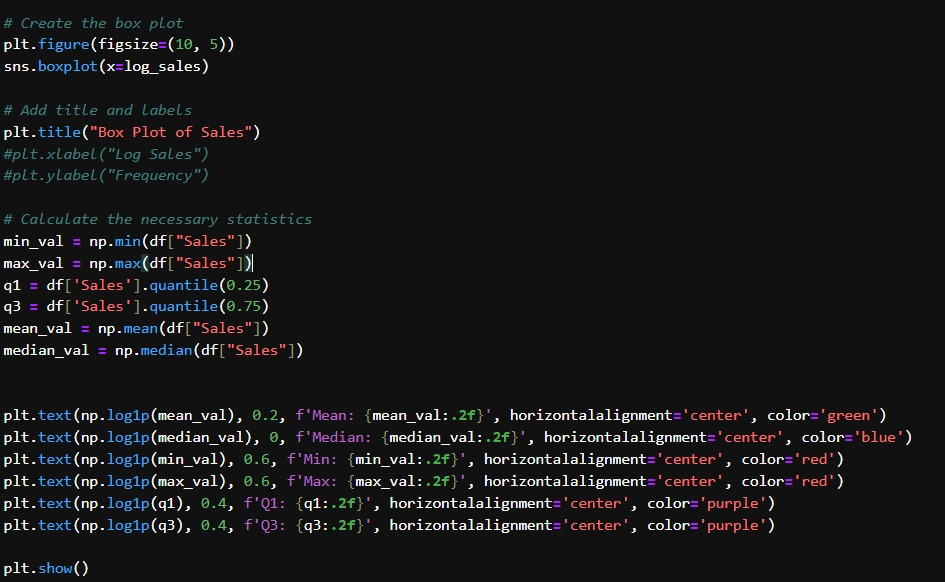 # Create the box plot
plt.figure(figsize=(10, 5))
sns.boxplot(x=log_sales)
# Add title and labels
plt.title("Box Plot of Sales")
#plt.xlabel("Log Sales")
#plt.ylabel("Frequency")
# Calculate the necessary statistics
min_val = np.min(df["Sales"])
max_val = np.max(df["Sales"])
q1 = df['Sales'].quantile(0.25)
q3 = df['Sales'].quantile(0.75)
mean_val = np.mean(df["Sales"])
median_val = np.median(df["Sales"])
plt.text(np.log1p(mean_val), 0.2, f'Mean: {mean_val:.2f}', horizontalalignment='center', color='green')
plt.text(np.log1p(median_val), 0, f'Median: {median_val:.2f}', horizontalalignment='center', color='blue')
plt.text(np.log1p(min_val), 0.6, f'Min: {min_val:.2f}', horizontalalignment='center', color='red')
plt.text(np.log1p(max_val), 0.6, f'Max: {max_val:.2f}', horizontalalignment='center', color='red')
plt.text(np.log1p(q1), 0.4, f'Q1: {q1:.2f}', horizontalalignment='center', color='purple')
plt.text(np.log1p(q3), 0.4, f'Q3: {q3:.2f}', horizontalalignment='center', color='purple')
plt.show()